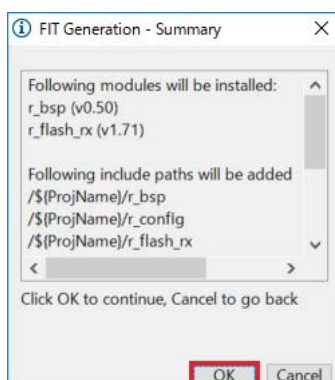 FIT Generation - Summary
Following modules will be installed:
r_bsp (v0.50)
r_flash_rx (v1.71)
Following include paths will be added
/${ProjName}/r_bsp
/${ProjName}/r_config
/${ProjName}/r_flash_rx
Click OK to continue, Cancel to go back
OK Cancel